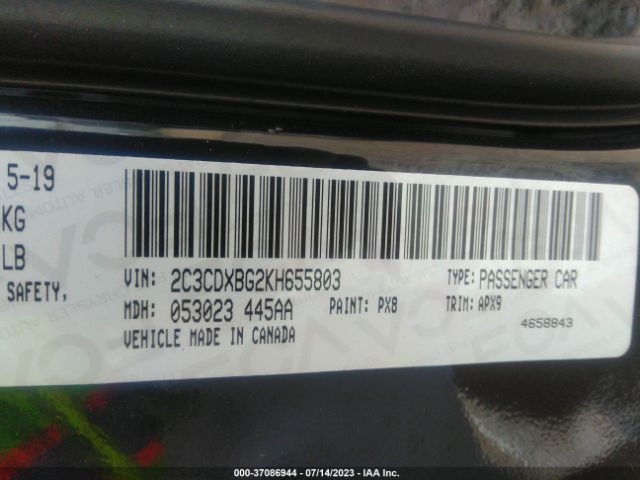 5-19
KG
LB
SAFETY,
VIN: 2C3CDXBG2KH655803
TYPE: PASSENGER CAR
MDH: 053023 445AA
PAINT: PX8
TRIM: APX9
VEHICLE MADE IN CANADA
4658843
000-37086944 / 07/14/2023 - IAA Inc.